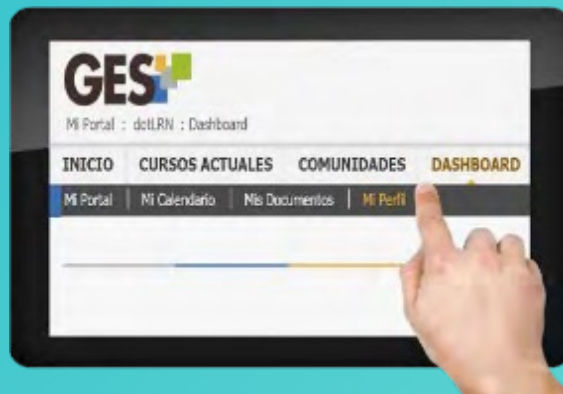 GES
Mi Portal : dotLRN : Dashboard
INICIO CURSOS ACTUALES COMUNIDADES DASHBOARD
Mi Portal | Mi Calendario | Mis Documentos | Mi Perfil